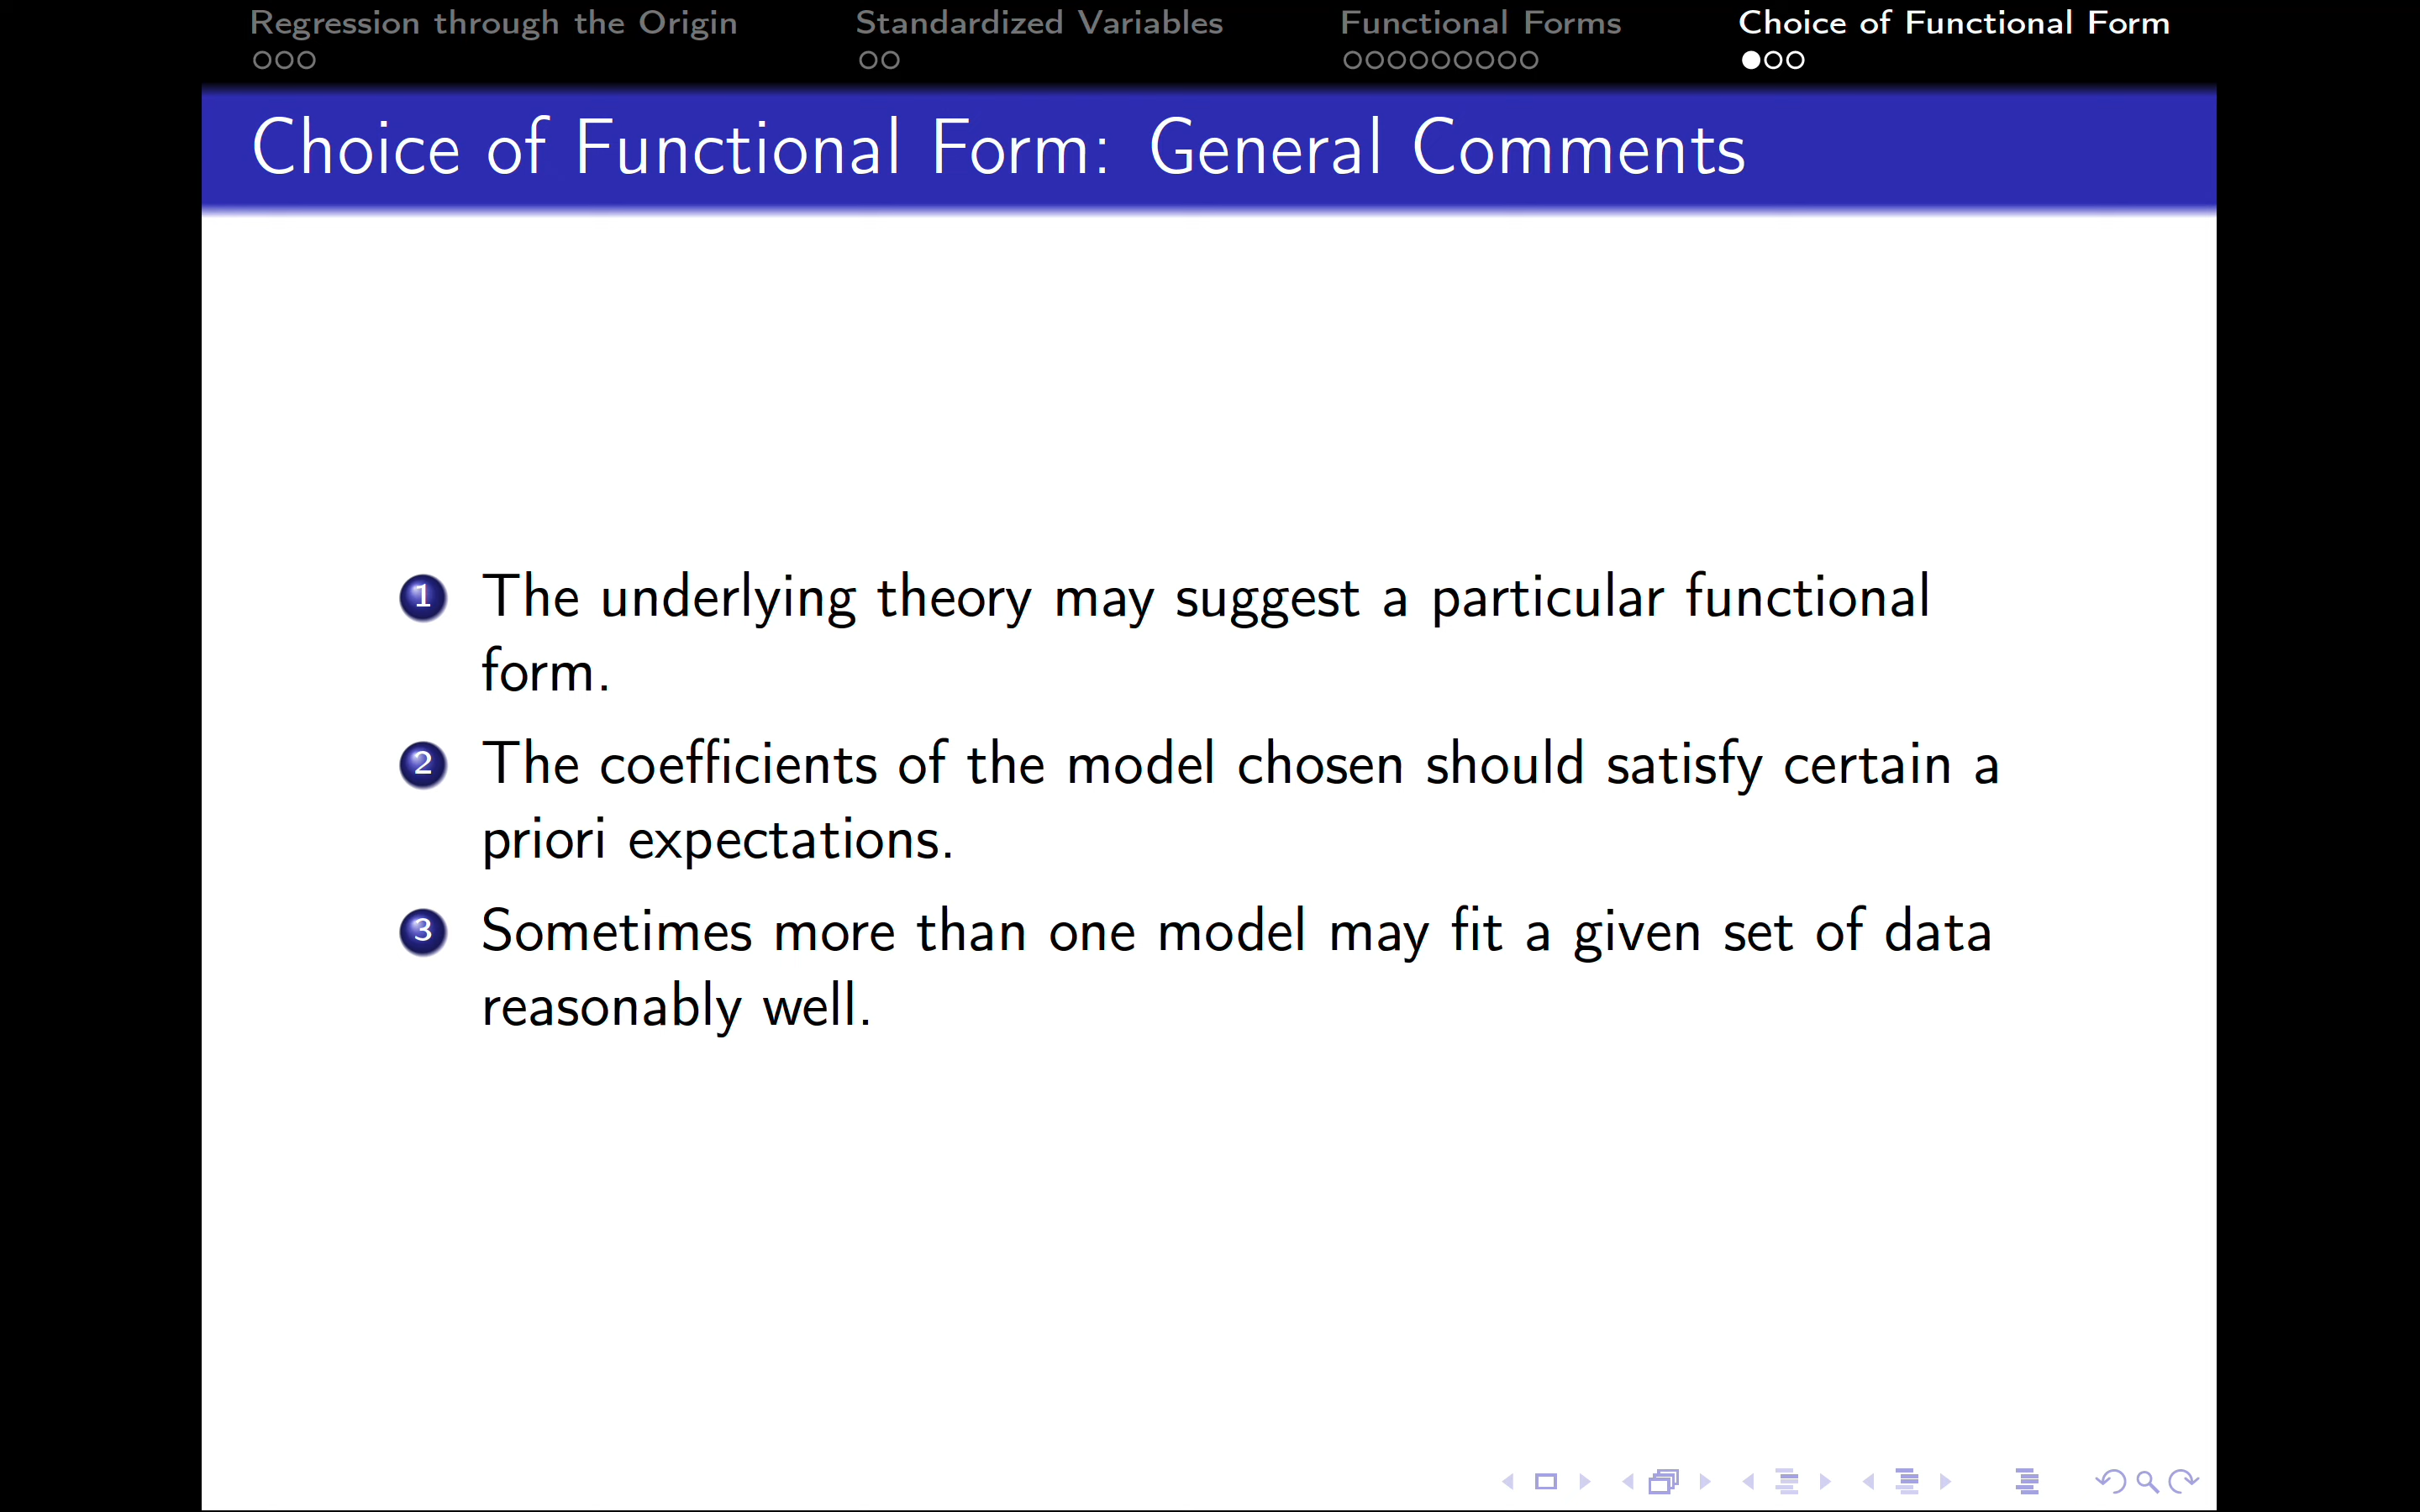 Regression through the Origin Standardized Variables Functional Forms Choice of Functional Form
Choice of Functional Form: General Comments
1 The underlying theory may suggest a particular functional
form.
2 The coefficients of the model chosen should satisfy certain a
priori expectations.
3 Sometimes more than one model may fit a given set of data
reasonably well.